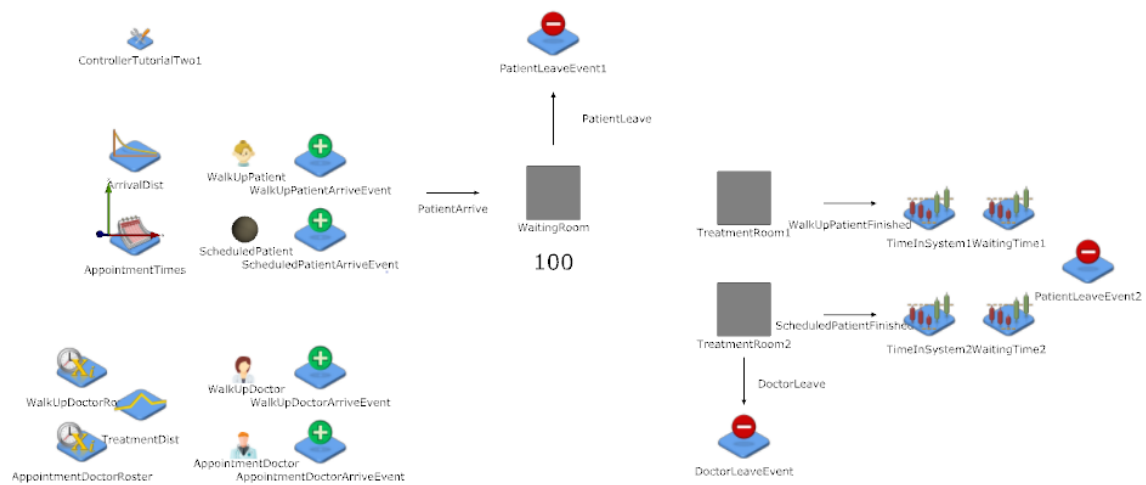 ControllerTutorialTwo1
PatientLeaveEvent1
PatientLeave
ArrivalDist
WalkUpPatient
WalkUpPatientArriveEvent
PatientArrive
WaitingRoom
100
AppointmentTimes
ScheduledPatient
ScheduledPatientArriveEvent
TreatmentRoom1
WalkUpPatientFinished
TimeInSystem1
WaitingTime1
PatientLeaveEvent2
TreatmentRoom2
ScheduledPatientFinished
TimeInSystem2
WaitingTime2
DoctorLeave
DoctorLeaveEvent
WalkUpDoctorRo
TreatmentDist
WalkUpDoctor
WalkUpDoctorArriveEvent
AppointmentDoctorRoster
AppointmentDoctor
AppointmentDoctorArriveEvent